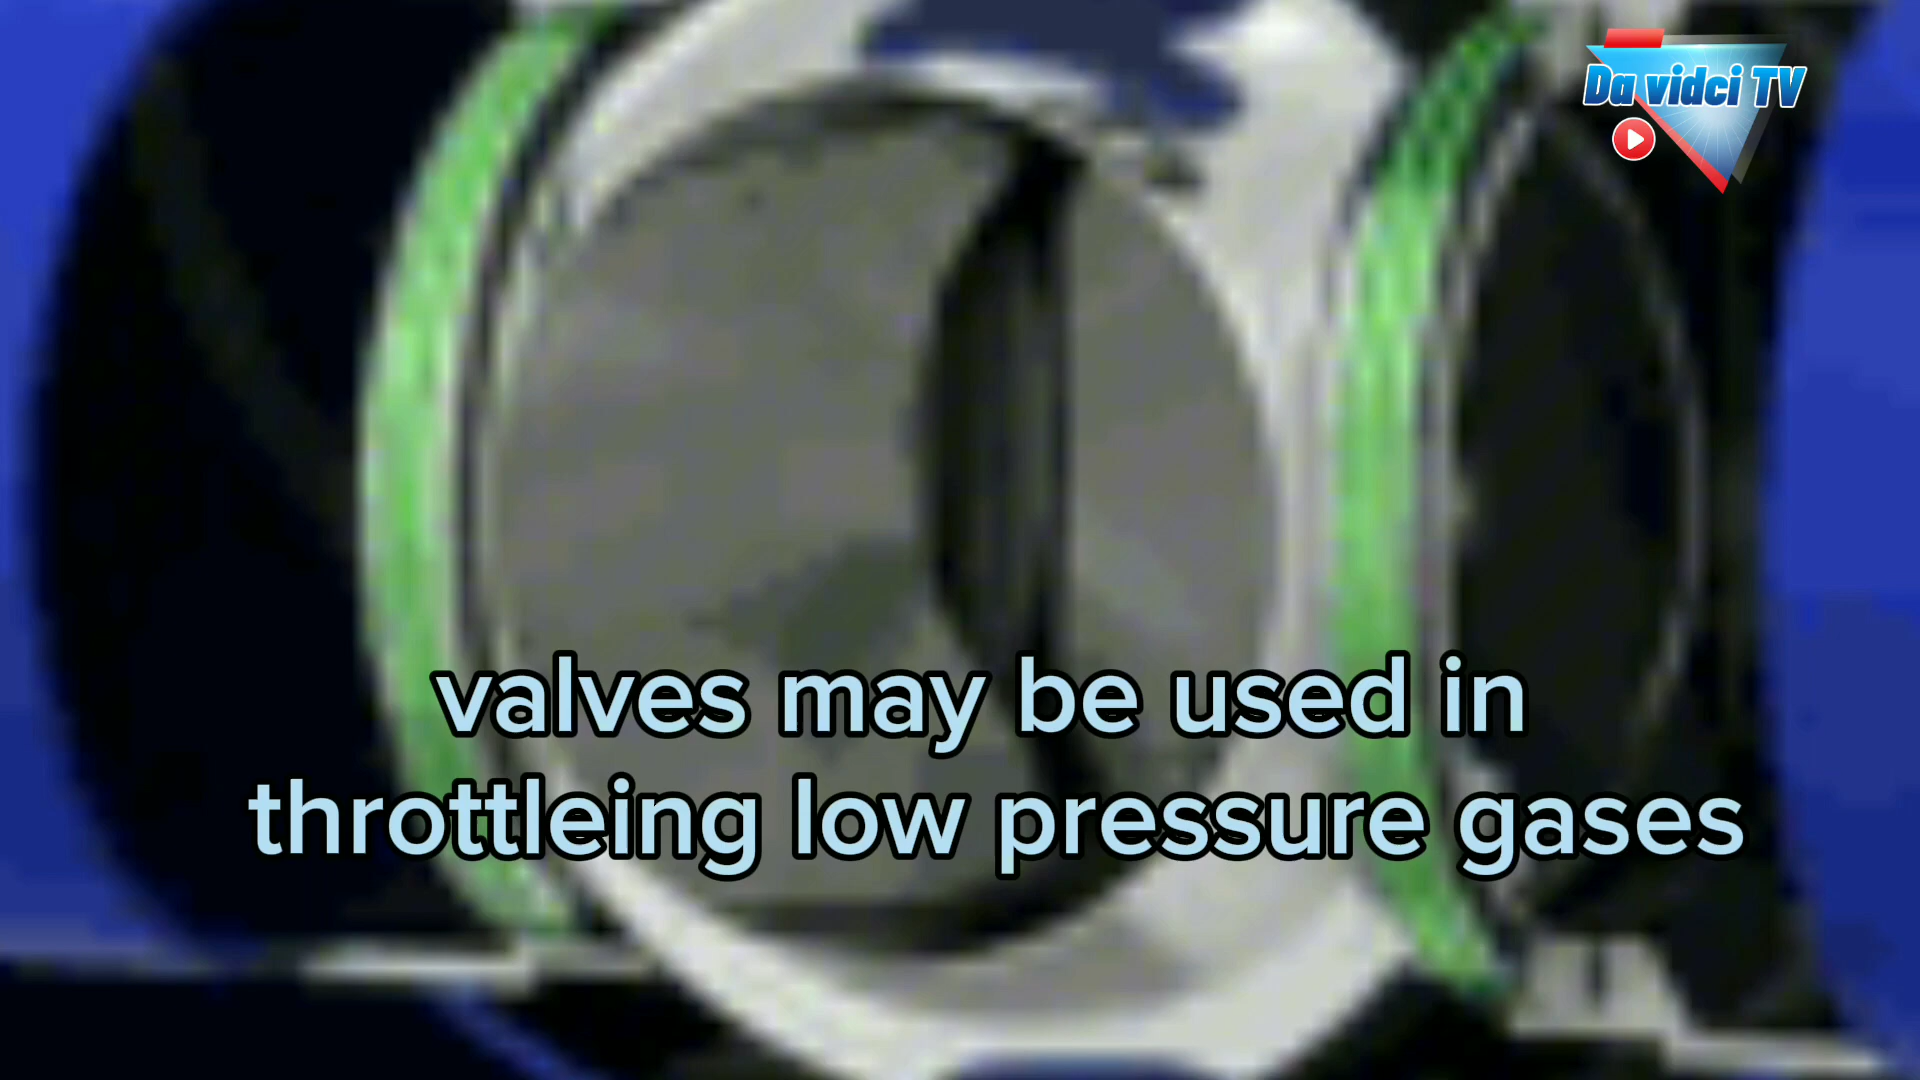 Da vidci TV
valves may be used in
throttleing low pressure gases